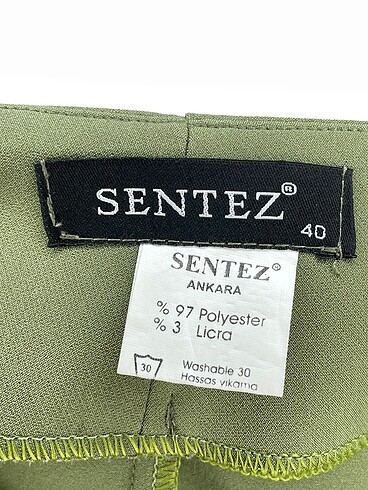 SENTEZ®
40
SENTEZ®
ANKARA
% 97 Polyester
% 3 Licra
30
Washable 30
Hassas yıkama